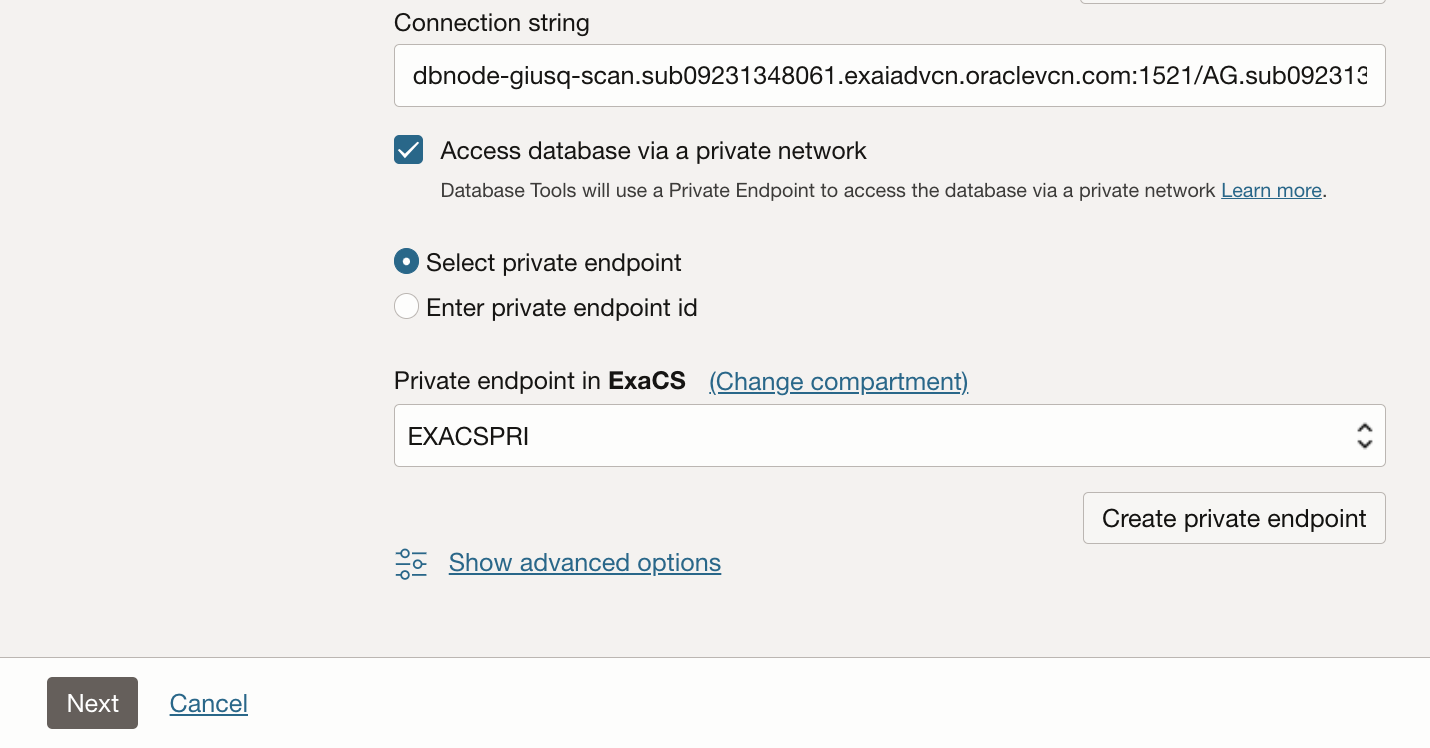 Connection string
dbnode-giusq-scan.sub09231348061.exaiadvcn.oraclevcn.com:1521/AG.sub092313
Access database via a private network
Database Tools will use a Private Endpoint to access the database via a private network Learn more.
Select private endpoint
Enter private endpoint id
Private endpoint in ExaCS (Change compartment)
EXACSPRI
Create private endpoint
Show advanced options
Next Cancel